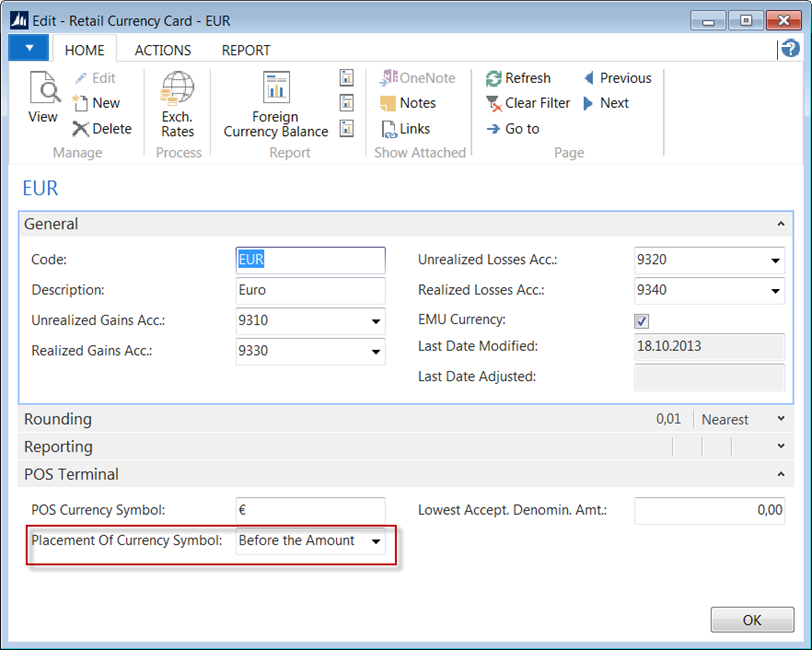 Edit - Retail Currency Card - EUR
HOME ACTIONS REPORT
View
Edit
New
Delete
Manage
Exch.
Rates
Process
Foreign
Currency Balance
Report
OneNote
Notes
Links
Show Attached
Refresh
Clear Filter
Go to
Previous
Next
Page
EUR
General
Code: EUR
Description: Euro
Unrealized Gains Acc.: 9310
Realized Gains Acc.: 9330
Unrealized Losses Acc.: 9320
Realized Losses Acc.: 9340
EMU Currency:
Last Date Modified: 18.10.2013
Last Date Adjusted:
Rounding 0,01 Nearest
Reporting
POS Terminal
POS Currency Symbol: €
Placement Of Currency Symbol: Before the Amount
Lowest Accept. Denomin. Amt.: 0,00
OK